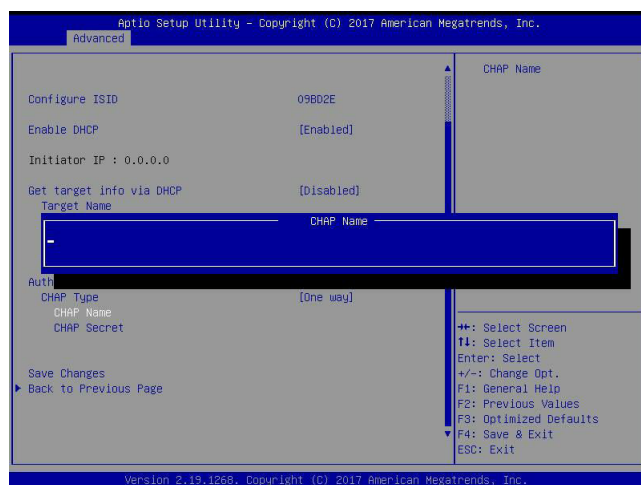 Aptio Setup Utility – Copyright (C) 2017 American Megatrends, Inc.
Advanced
CHAP Name
Configure ISID 09BD2E
Enable DHCP [Enabled]
Initiator IP : 0.0.0.0
Get target info via DHCP [Disabled]
Target Name
CHAP Name
Auth
CHAP Type [One way]
CHAP Name
CHAP Secret
Save Changes
Back to Previous Page
→←: Select Screen
↑↓: Select Item
Enter: Select
+/-: Change Opt.
F1: General Help
F2: Previous Values
F3: Optimized Defaults
F4: Save & Exit
ESC: Exit
Version 2.19.1268. Copyright (C) 2017 American Megatrends, Inc.